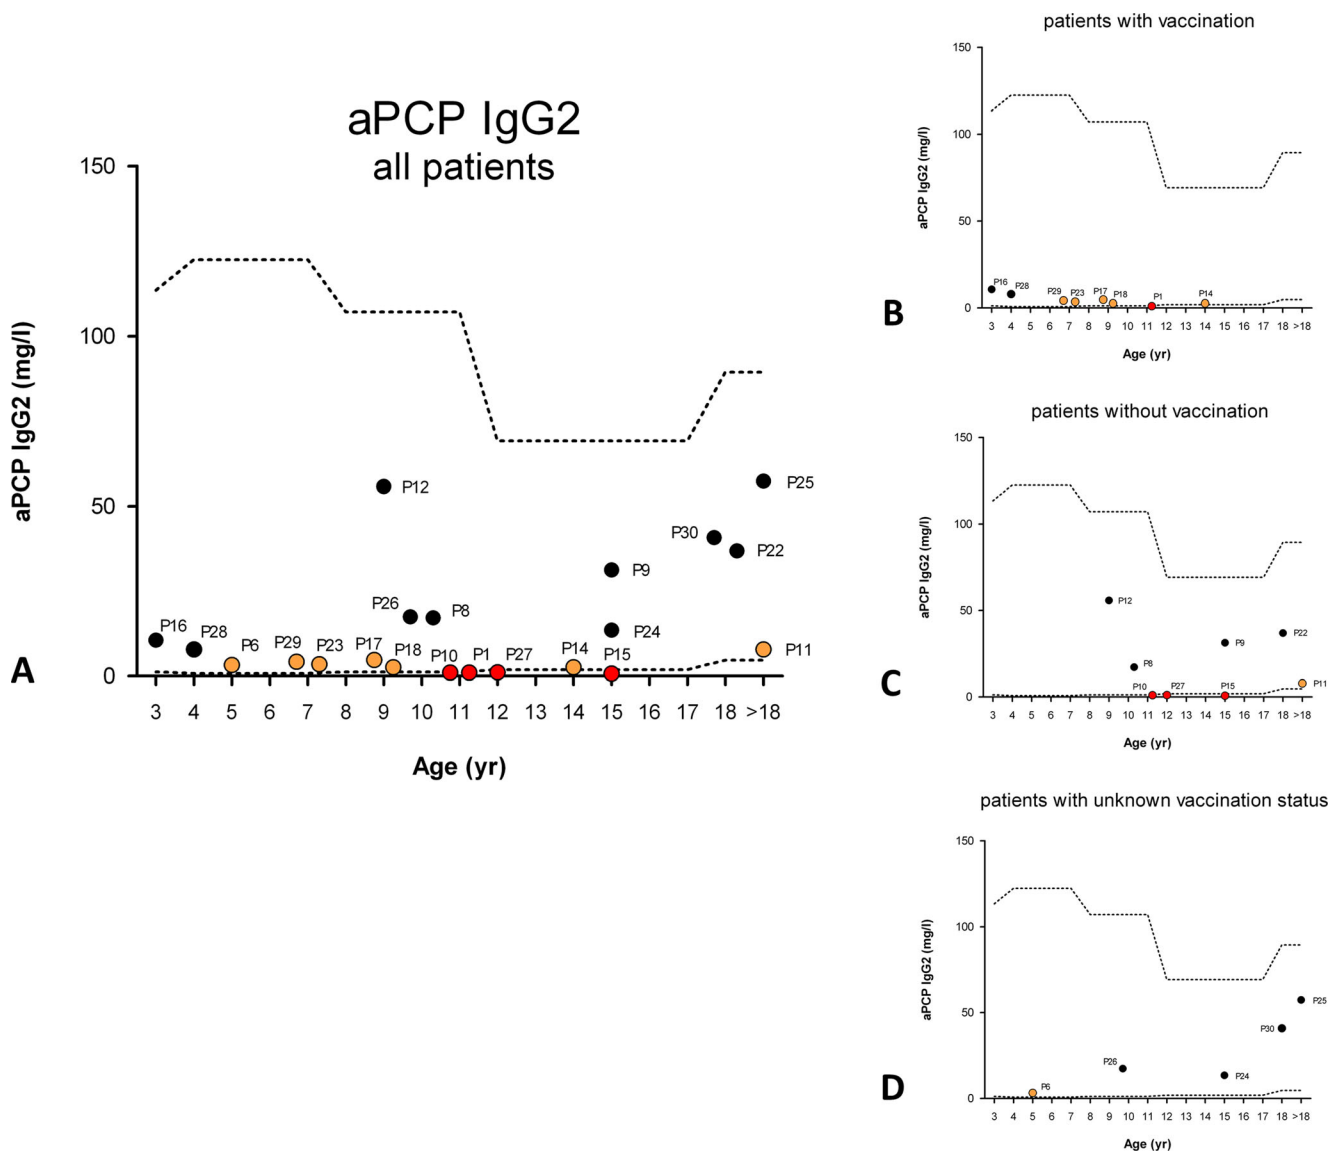 aPCP IgG2
all patients
150
100
50
0
aPCP IgG2 (mg/l)
P12
P25
P30
P22
P9
P26
P8
P24
P16
P28
P6
P29
P23
P17
P18
P10
P1
P27
P14
P15
P11
A
3 4 5 6 7 8 9 10 11 12 13 14 15 16 17 18 >18
Age (yr)
patients with vaccination
150
100
50
0
aPCP IgG2 (mg/l)
P16
P28
P29
P23
P17
P18
P1
P14
B
3 4 5 6 7 8 9 10 11 12 13 14 15 16 17 18 >18
Age (yr)
patients without vaccination
150
100
50
0
aPCP IgG2 (mg/l)
P12
P22
P9
P8
P10
P27
P15
P11
C
3 4 5 6 7 8 9 10 11 12 13 14 15 16 17 18 >18
Age (yr)
patients with unknown vaccination status
150
100
50
0
aPCP IgG2 (mg/l)
P25
P30
P26
P24
P6
D
3 4 5 6 7 8 9 10 11 12 13 14 15 16 17 18 >18
Age (yr)